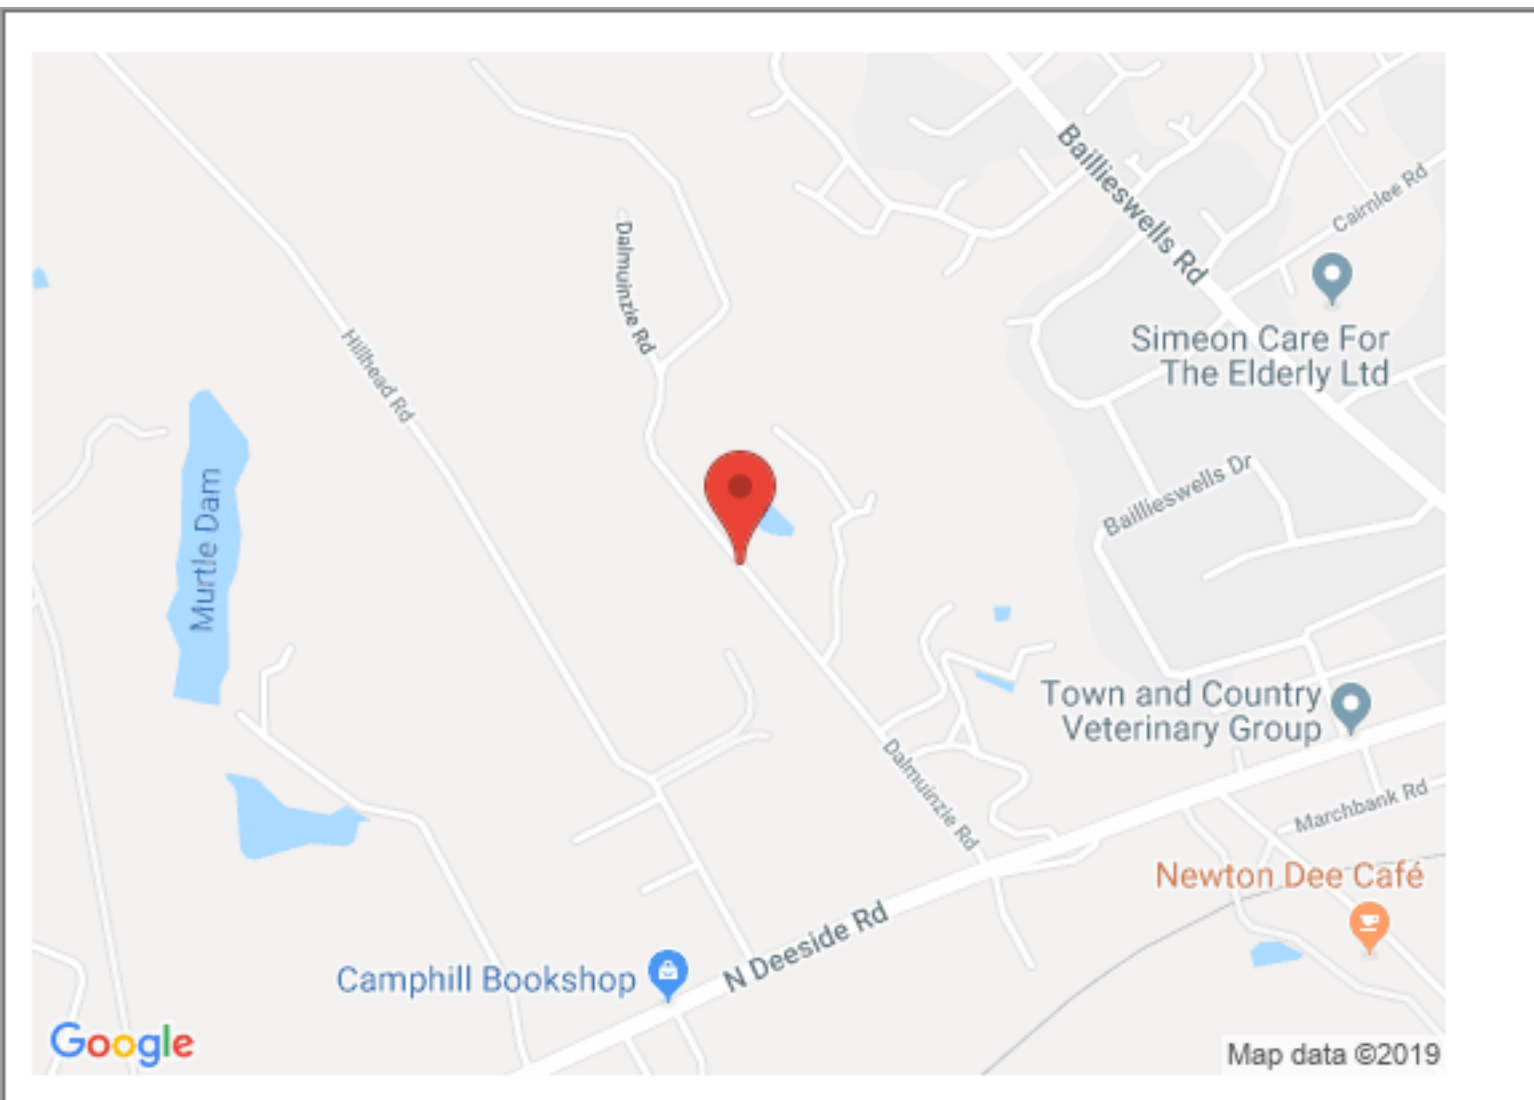 Baillieswells Rd
Cairnlee Rd
Dalmuinzie Rd
Simeon Care For
The Elderly Ltd
Hillhead Rd
Baillieswells Dr
Murtle Dam
Town and Country
Veterinary Group
Dalmuinzie Rd
Marchbank Rd
Newton Dee Café
N Deeside Rd
Camphill Bookshop
Google
Map data ©2019